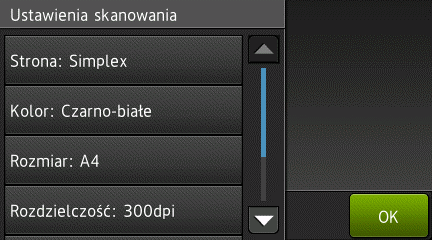 Ustawienia skanowania
Strona: Simplex
Kolor: Czarno-białe
Rozmiar: A4
Rozdzielczość: 300dpi
OK